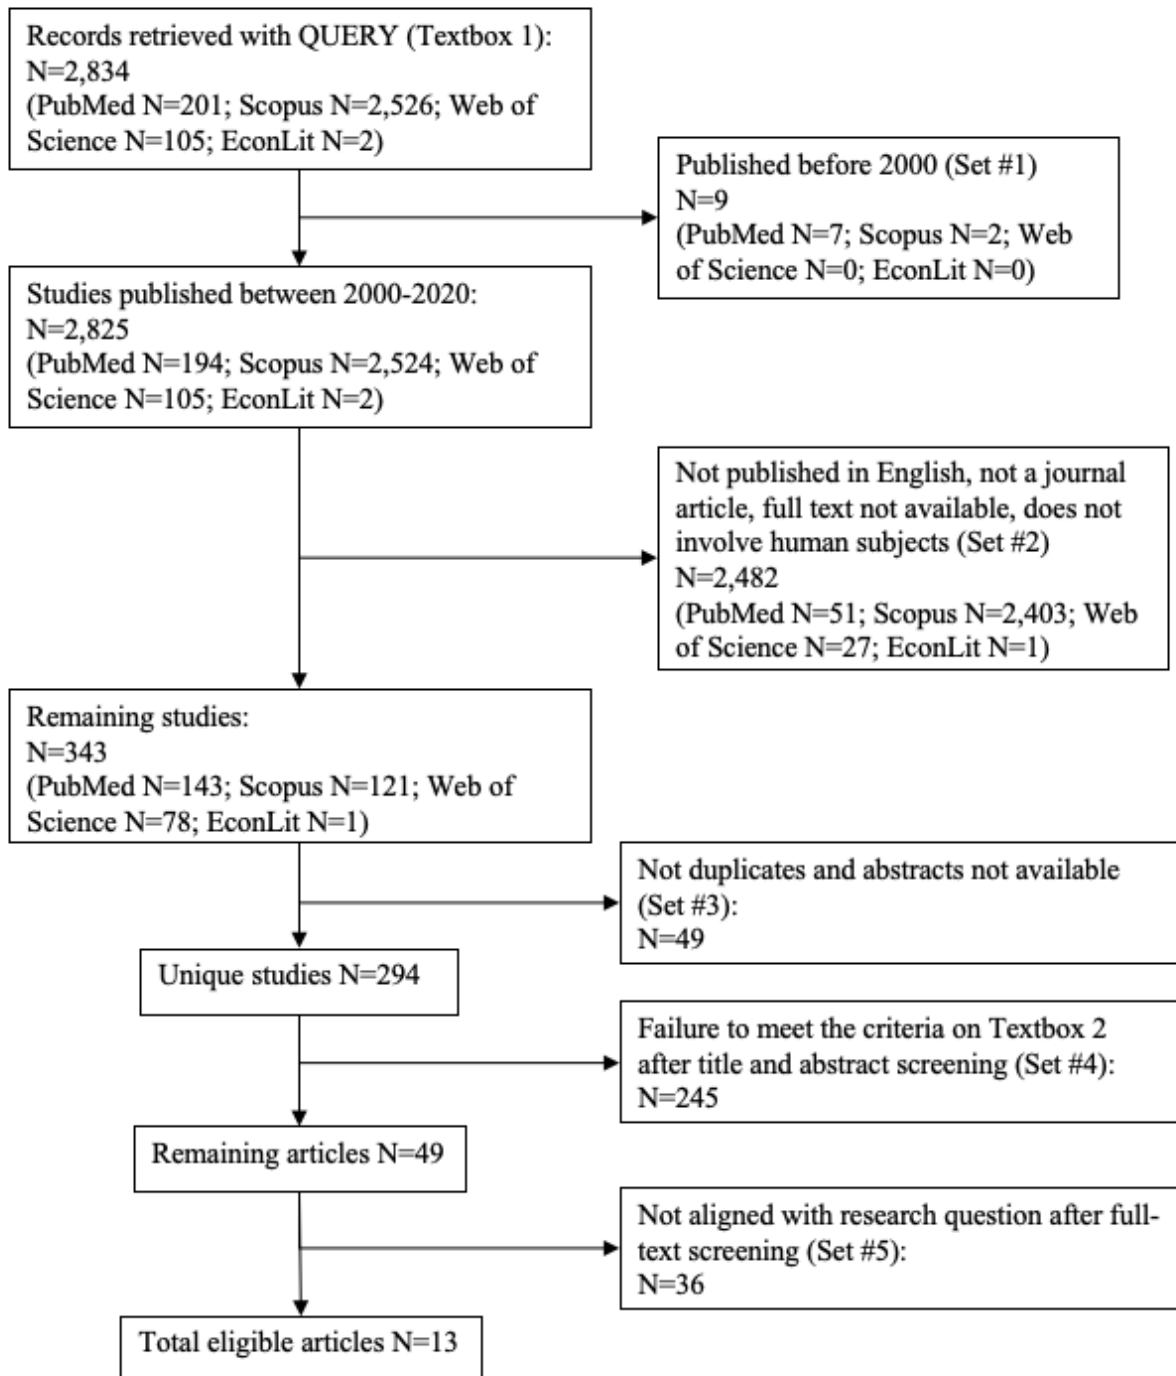 Records retrieved with QUERY (Textbox 1):
N=2,834
(PubMed N=201; Scopus N=2,526; Web of
Science N=105; EconLit N=2)
Published before 2000 (Set #1)
N=9
(PubMed N=7; Scopus N=2; Web
of Science N=0; EconLit N=0)
Studies published between 2000-2020:
N=2,825
(PubMed N=194; Scopus N=2,524; Web of
Science N=105; EconLit N=2)
Not published in English, not a journal
article, full text not available, does not
involve human subjects (Set #2)
N=2,482
(PubMed N=51; Scopus N=2,403; Web
of Science N=27; EconLit N=1)
Remaining studies:
N=343
(PubMed N=143; Scopus N=121; Web of
Science N=78; EconLit N=1)
Not duplicates and abstracts not available
(Set #3):
N=49
Unique studies N=294
Failure to meet the criteria on Textbox 2
after title and abstract screening (Set #4):
N=245
Remaining articles N=49
Not aligned with research question after full-
text screening (Set #5):
N=36
Total eligible articles N=13